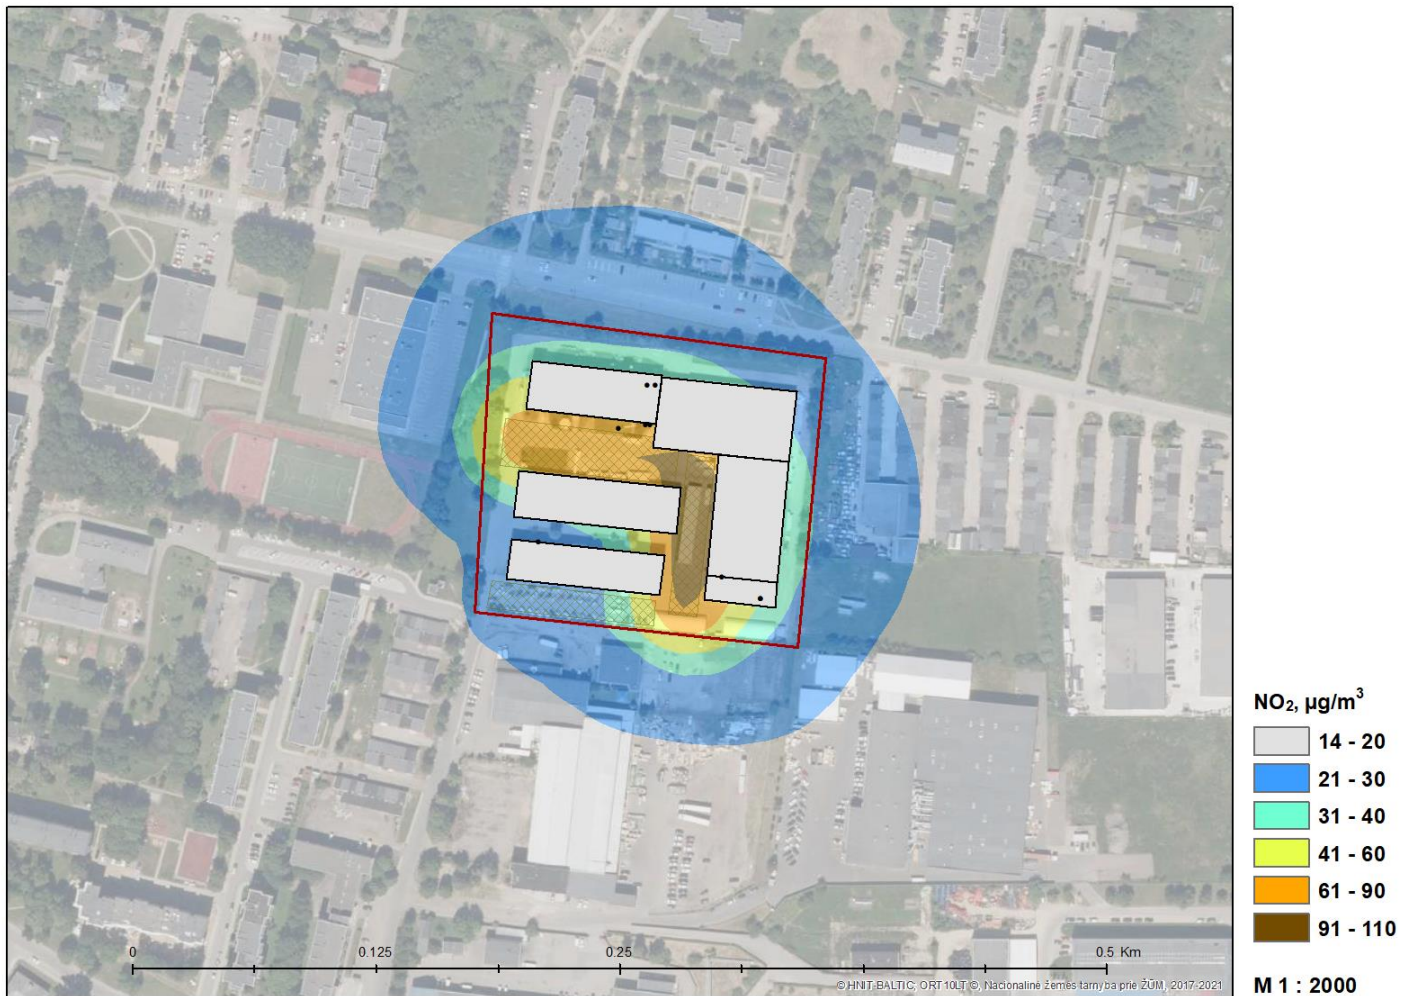 NO₂, µg/m³
14 - 20
21 - 30
31 - 40
41 - 60
61 - 90
91 - 110
0 0.125 0.25 0.5 Km
© HNIT-BALTIC, ORT10LT ©, Nacionalinė žemės tarnyba prie ŽŪM, 2017-2021
M 1 : 2000